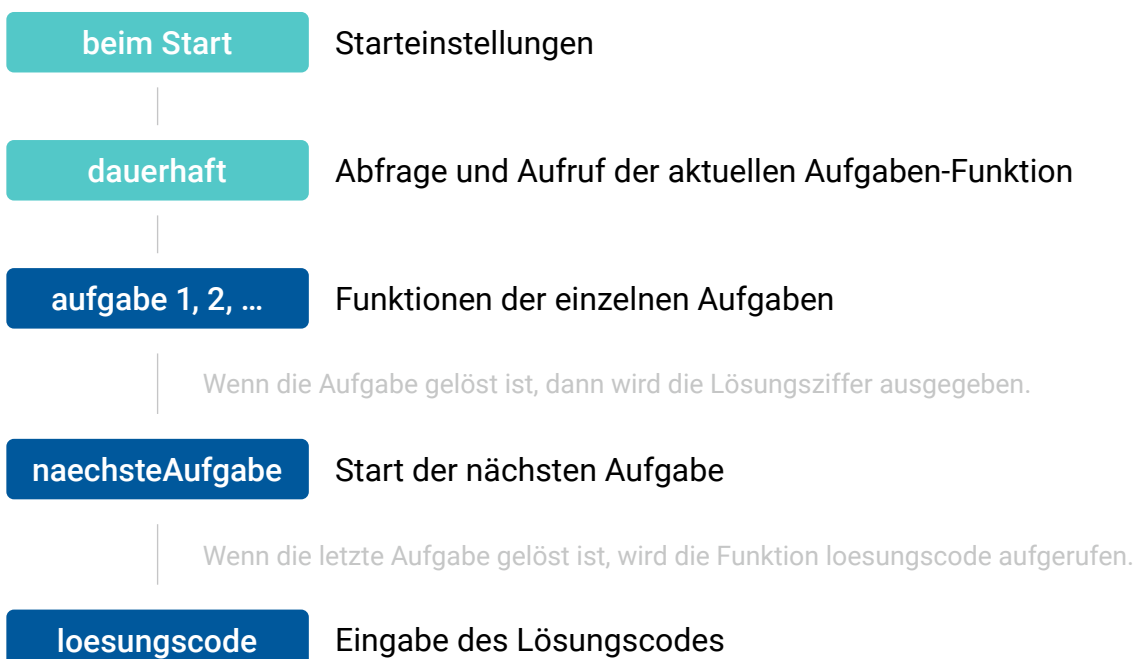 beim Start Starteinstellungen
dauerhaft Abfrage und Aufruf der aktuellen Aufgaben-Funktion
aufgabe 1, 2, … Funktionen der einzelnen Aufgaben
Wenn die Aufgabe gelöst ist, dann wird die Lösungsziffer ausgegeben.
naechsteAufgabe Start der nächsten Aufgabe
Wenn die letzte Aufgabe gelöst ist, wird die Funktion loesungscode aufgerufen.
loesungscode Eingabe des Lösungscodes